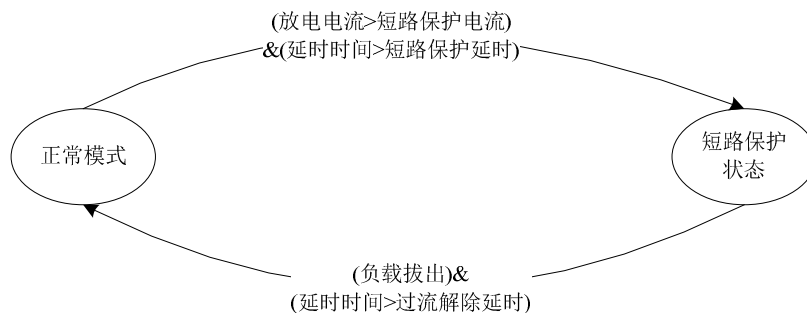 (放电电流>短路保护电流)
&(延时时间>短路保护延时)
正常模式
短路保护
状态
(负载拔出)&
(延时时间>过流解除延时)